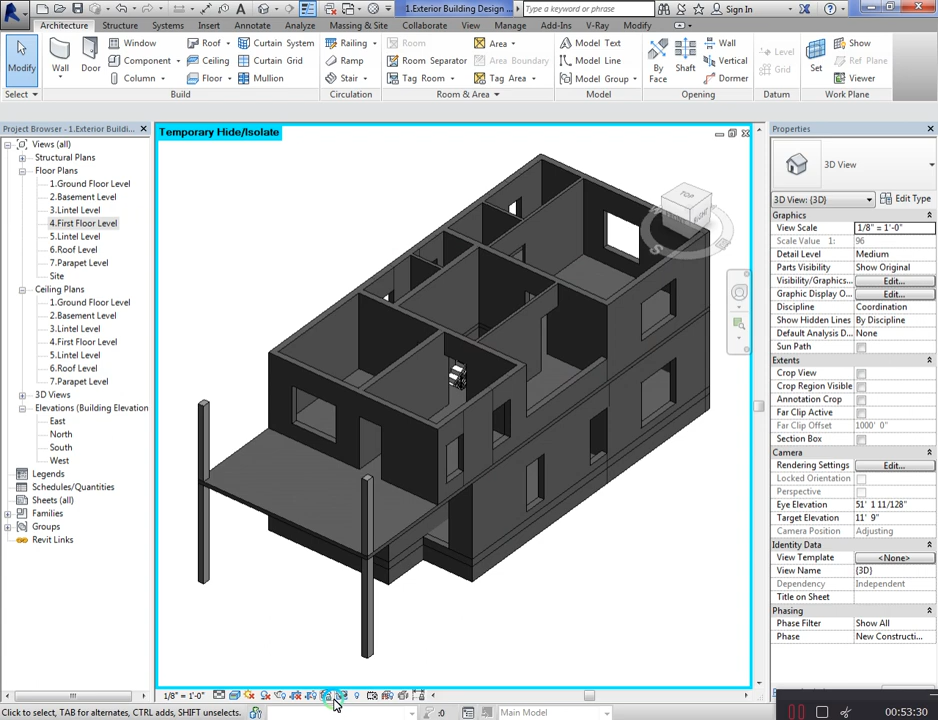 1.Exterior Building Design ...
Type a keyword or phrase
Sign In
Architecture Structure Systems Insert Annotate Analyze Massing & Site Collaborate View Manage Add-Ins V-Ray Modify
Modify
Wall
Door
Window
Component
Column
Roof
Ceiling
Floor
Curtain System
Curtain Grid
Mullion
Railing
Ramp
Stair
Room
Room Separator
Tag Room
Area
Area Boundary
Tag Area
Model Text
Model Line
Model Group
By Face
Shaft
Wall
Vertical
Dormer
Level
Grid
Set
Show
Ref Plane
Viewer
Select Build Circulation Room & Area Model Opening Datum Work Plane
Project Browser - 1.Exterior Buildi...
Views (all)
Structural Plans
Floor Plans
1.Ground Floor Level
2.Basement Level
3.Lintel Level
4.First Floor Level
5.Lintel Level
6.Roof Level
7.Parapet Level
Site
Ceiling Plans
1.Ground Floor Level
2.Basement Level
3.Lintel Level
4.First Floor Level
5.Lintel Level
6.Roof Level
7.Parapet Level
3D Views
Elevations (Building Elevation
East
North
South
West
Legends
Schedules/Quantities
Sheets (all)
Families
Groups
Revit Links
Temporary Hide/Isolate
TOP
RIGHT
S
Properties
3D View
3D View: {3D} Edit Type
Graphics
View Scale 1/8" = 1'-0"
Scale Value 1: 96
Detail Level Medium
Parts Visibility Show Original
Visibility/Graphics... Edit...
Graphic Display O... Edit...
Discipline Coordination
Show Hidden Lines By Discipline
Default Analysis D... None
Sun Path
Extents
Crop View
Crop Region Visible
Annotation Crop
Far Clip Active
Far Clip Offset 1000' 0"
Section Box
Camera
Rendering Settings Edit...
Locked Orientation
Perspective
Eye Elevation 51' 1 11/128"
Target Elevation 11' 9"
Camera Position Adjusting
Identity Data
View Template <None>
View Name {3D}
Dependency Independent
Title on Sheet
Phasing
Phase Filter Show All
Phase New Constructi...
1/8" = 1'-0"
Click to select, TAB for alternates, CTRL adds, SHIFT unselects.
:0
Main Model
00:53:30